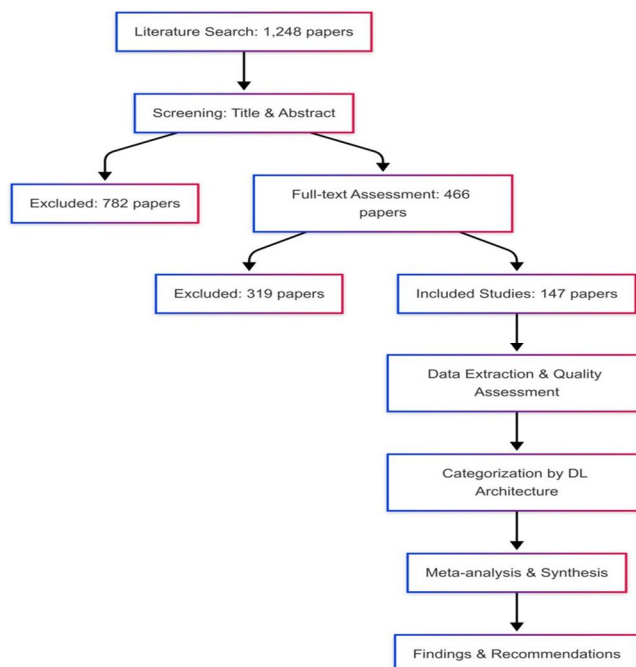 Literature Search: 1,248 papers
Screening: Title & Abstract
Excluded: 782 papers
Full-text Assessment: 466
papers
Excluded: 319 papers
Included Studies: 147 papers
Data Extraction & Quality
Assessment
Categorization by DL
Architecture
Meta-analysis & Synthesis
Findings & Recommendations